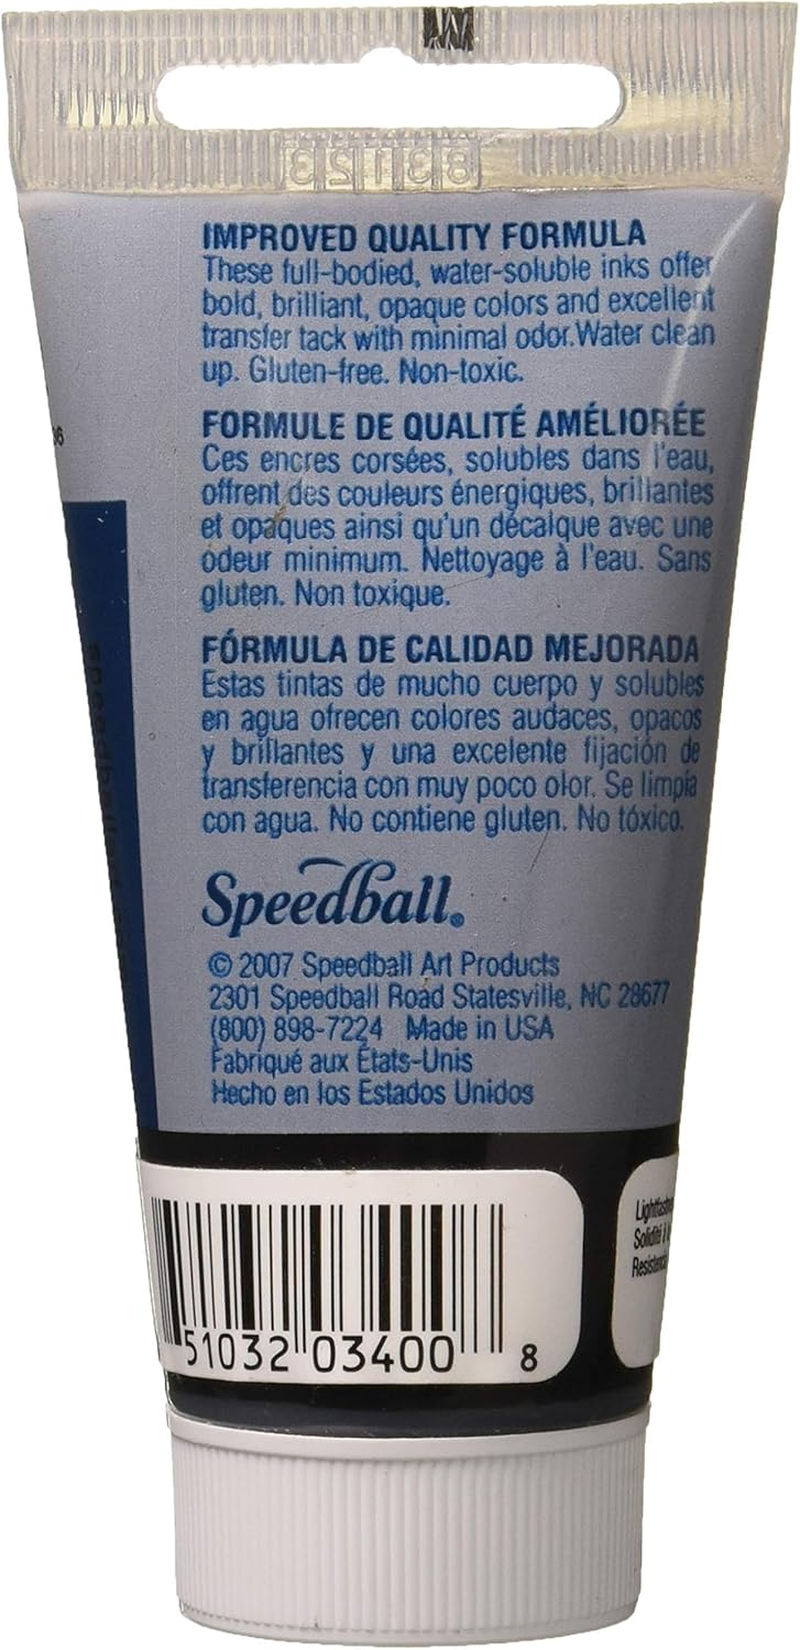 IMPROVED QUALITY FORMULA
These full-bodied, water-soluble inks offer
bold, brilliant, opaque colors and excellent
transfer tack with minimal odor.Water clean
up. Gluten-free. Non-toxic.
FORMULE DE QUALITÉ AMÉLIORÉE
Ces encres corsées, solubles dans l'eau,
offrent des couleurs énergiques, brillantes
et opaques ainsi qu'un décalque avec une
odeur minimum. Nettoyage à l'eau. Sans
gluten. Non toxique.
FÓRMULA DE CALIDAD MEJORADA
Estas tintas de mucho cuerpo y solubles
en agua ofrecen colores audaces, opacos
y brillantes y una excelente fijación de
transferencia con muy poco olor. Se limpia
con agua. No contiene gluten. No tóxico.
Speedball®
© 2007 Speedball Art Products
2301 Speedball Road Statesville, NC 28677
(800) 898-7224 Made in USA
Fabriqué aux États-Unis
Hecho en los Estados Unidos
51032 03400 8